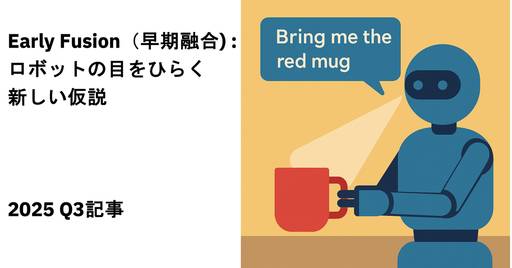 Early Fusion（早期融合）:
ロボットの目をひらく
新しい仮説
2025 Q3記事
Bring me the
red mug